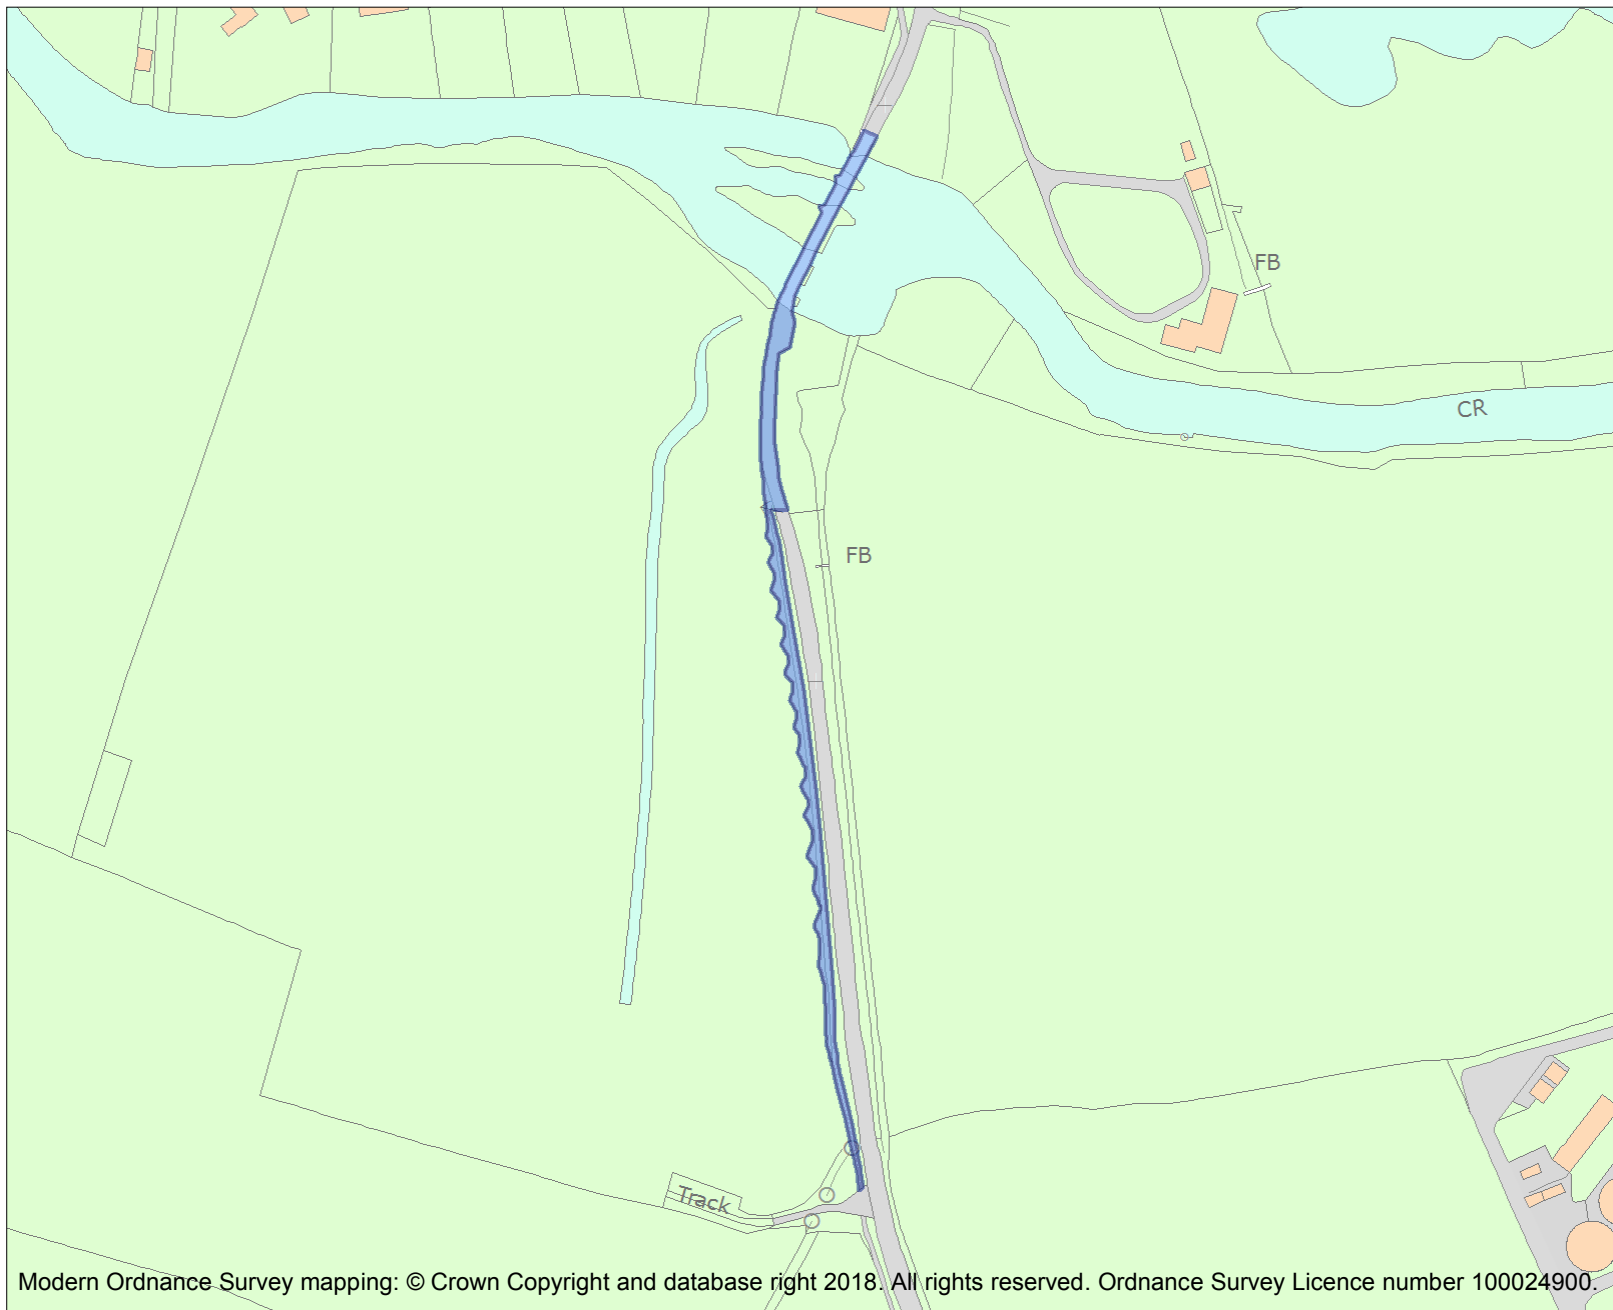 FB
CR
FB
Track
Modern Ordnance Survey mapping: © Crown Copyright and database right 2018. All rights reserved. Ordnance Survey Licence number 100024900.